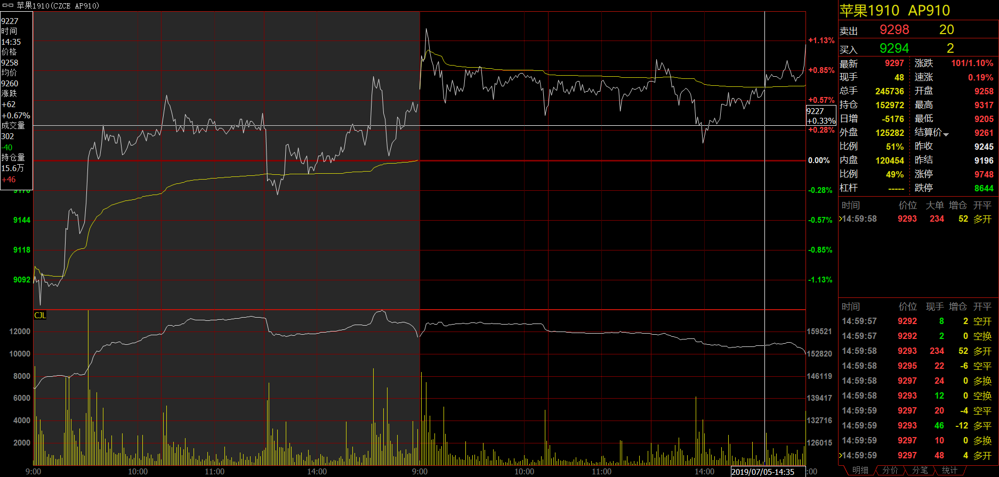 苹果1910(CZCE AP910)
9227
时间
14:35
价格
9258
均价
9260
涨跌
+62
+0.67%
成交量
302
-40
持仓量
15.6万
+46
9144
9118
9092
+1.13%
+0.85%
+0.57%
9227
+0.33%
+0.28%
0.00%
-0.28%
-0.57%
-0.85%
-1.13%
CJL
12000
10000
8000
6000
4000
2000
159521
152820
146119
139417
132716
126015
9:00 10:00 11:00 14:00 9:00 10:00 11:00 14:00 2019/07/05-14:35 :00
苹果1910 AP910
卖出 9298 20
买入 9294 2
最新 9297 涨跌 101/1.10%
现手 48 速涨 0.19%
总手 245736 开盘 9258
持仓 152972 最高 9317
日增 -5176 最低 9205
外盘 125282 结算价 9261
比例 51% 昨收 9245
内盘 120454 昨结 9196
比例 49% 涨停 9748
杠杆 ----- 跌停 8644
时间 价位 大单 增仓 开平
14:59:58 9293 234 52 多开
时间 价位 现手 增仓 开平
14:59:57 9292 8 2 空开
14:59:57 9292 2 0 空换
14:59:58 9293 234 52 多开
14:59:58 9295 22 -6 空平
14:59:58 9297 24 0 多换
14:59:58 9293 12 0 空换
14:59:59 9297 20 -4 空平
14:59:59 9293 46 -12 多平
14:59:59 9297 10 0 多换
14:59:59 9297 48 4 多开
明细 分价 分笔 统计